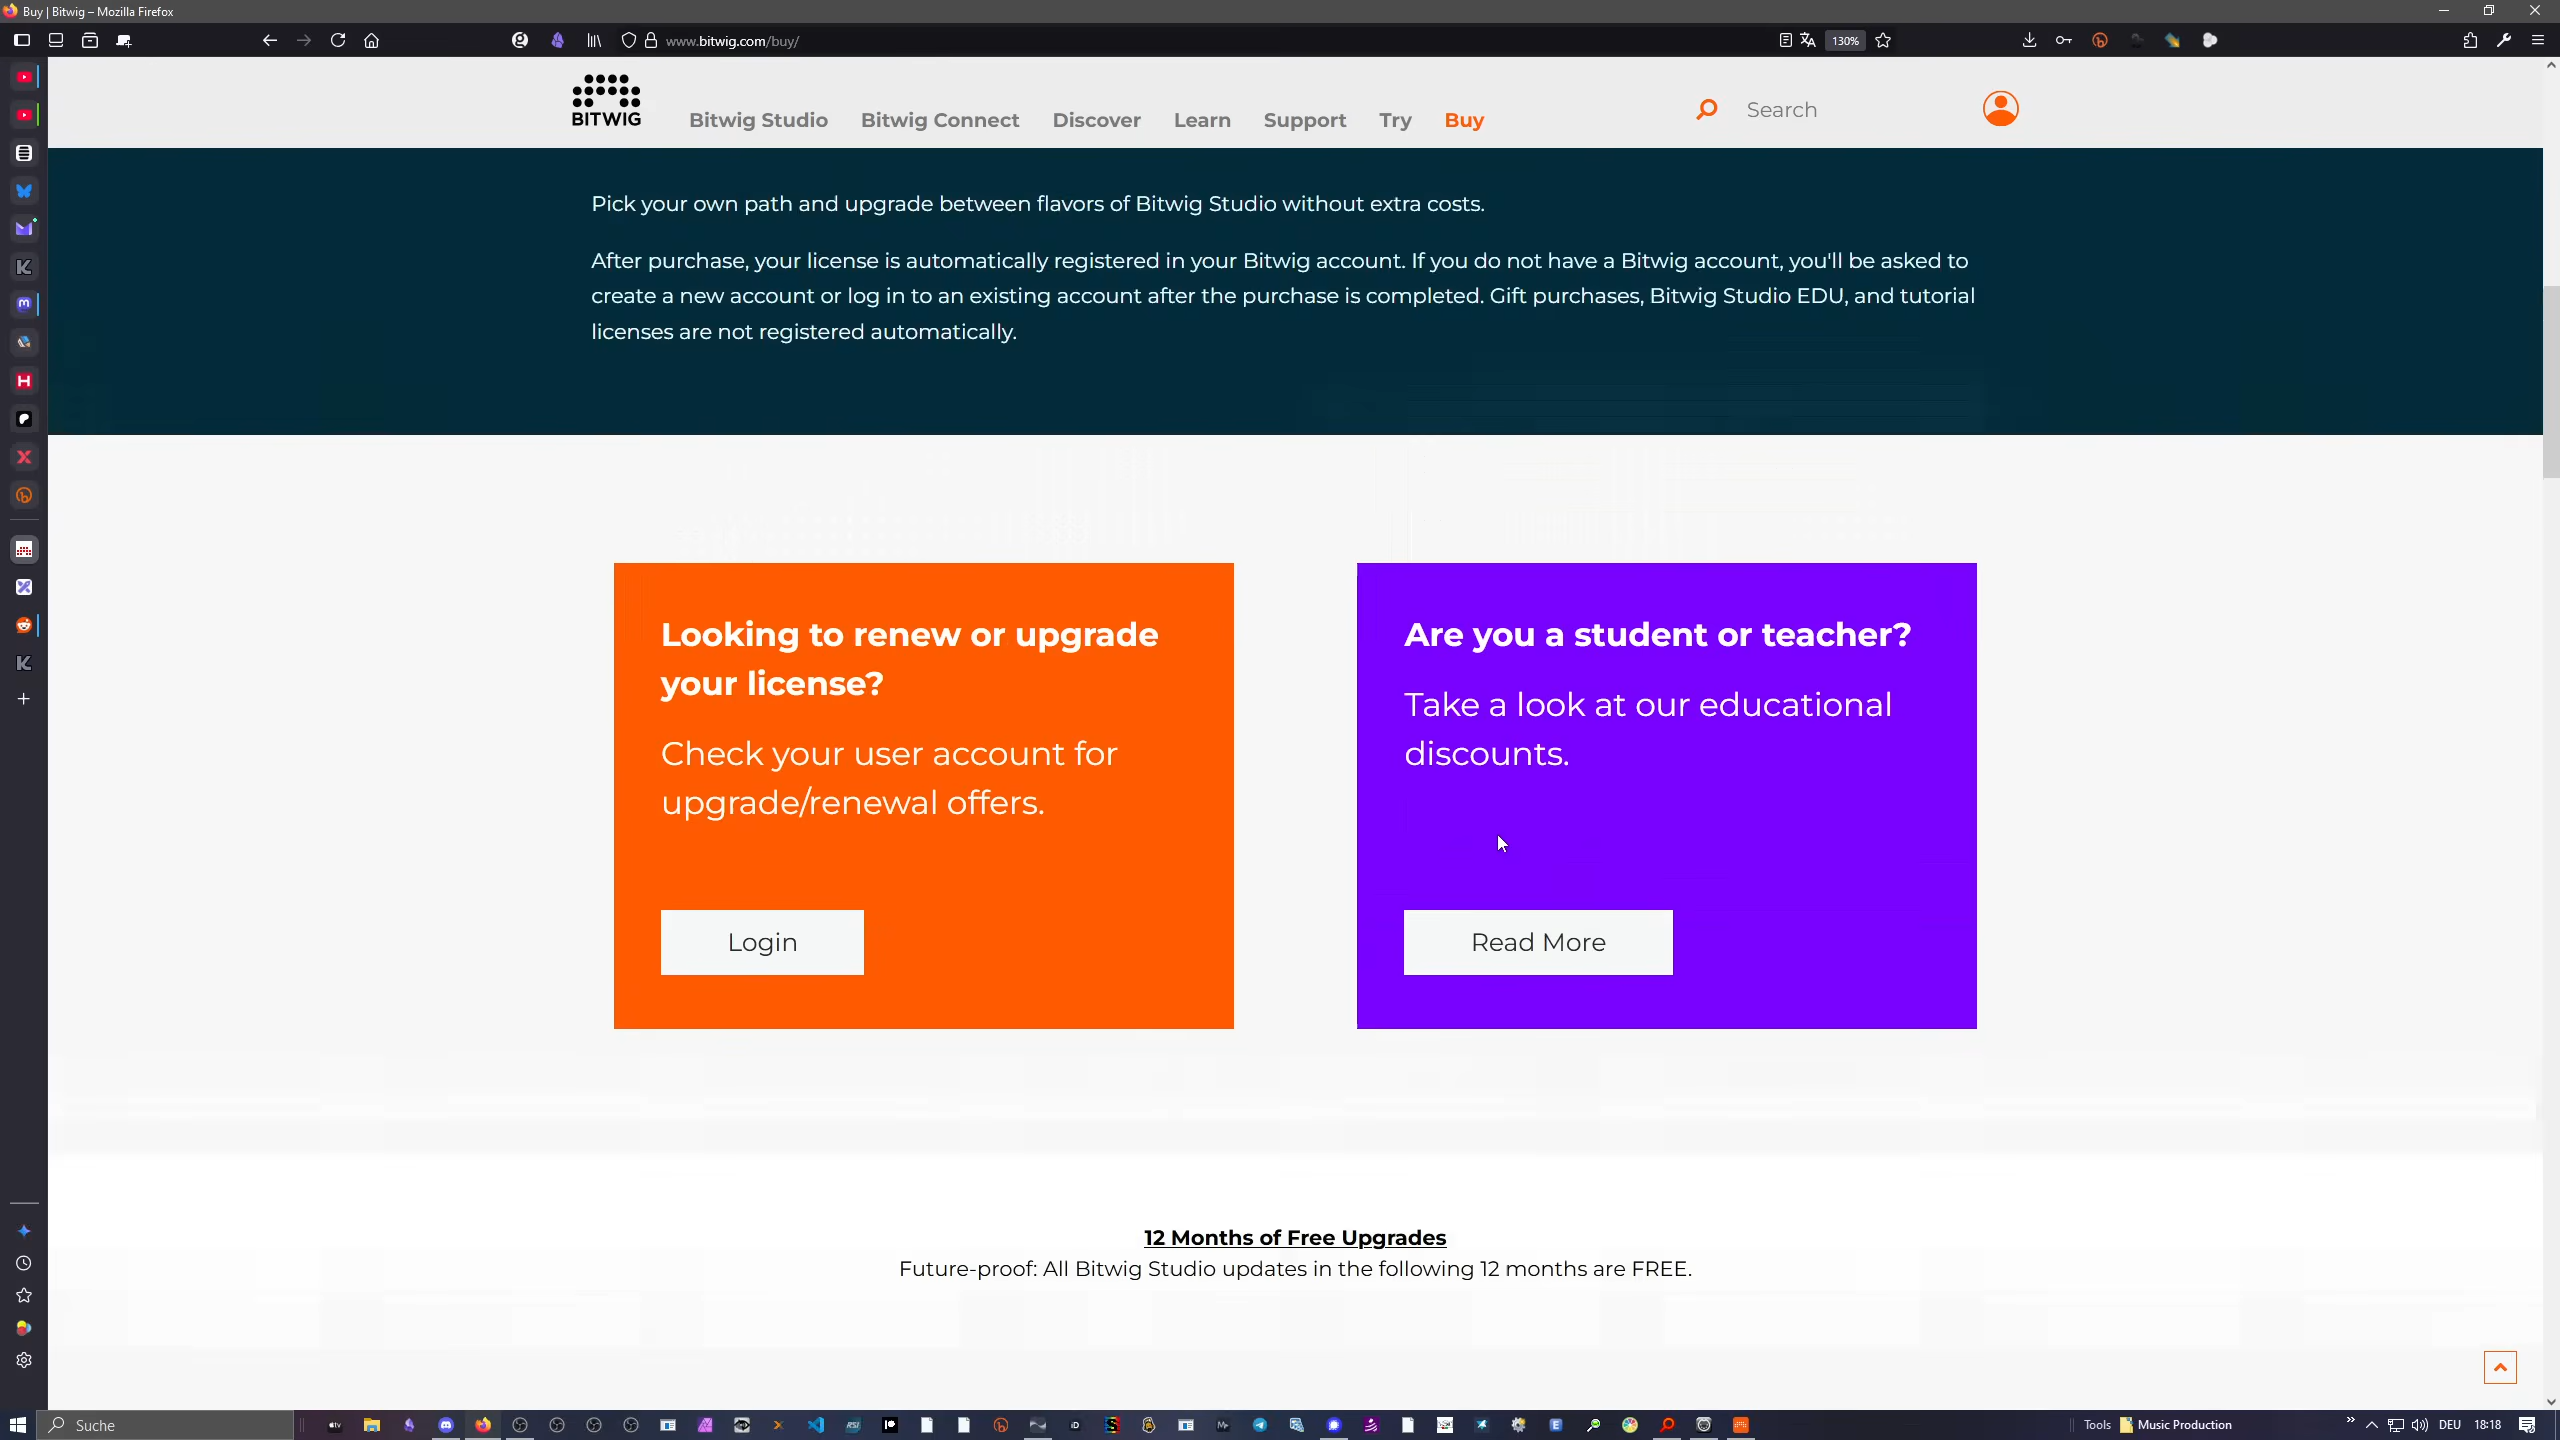 Buy | Bitwig – Mozilla Firefox
www.bitwig.com/buy/
130%
BITWIG
Bitwig Studio
Bitwig Connect
Discover
Learn
Support
Try
Buy
Search
Pick your own path and upgrade between flavors of Bitwig Studio without extra costs.
After purchase, your license is automatically registered in your Bitwig account. If you do not have a Bitwig account, you'll be asked to
create a new account or log in to an existing account after the purchase is completed. Gift purchases, Bitwig Studio EDU, and tutorial
licenses are not registered automatically.
Looking to renew or upgrade
your license?
Check your user account for
upgrade/renewal offers.
Login
Are you a student or teacher?
Take a look at our educational
discounts.
Read More
12 Months of Free Upgrades
Future-proof: All Bitwig Studio updates in the following 12 months are FREE.
Suche
Tools
Music Production
DEU
18:18